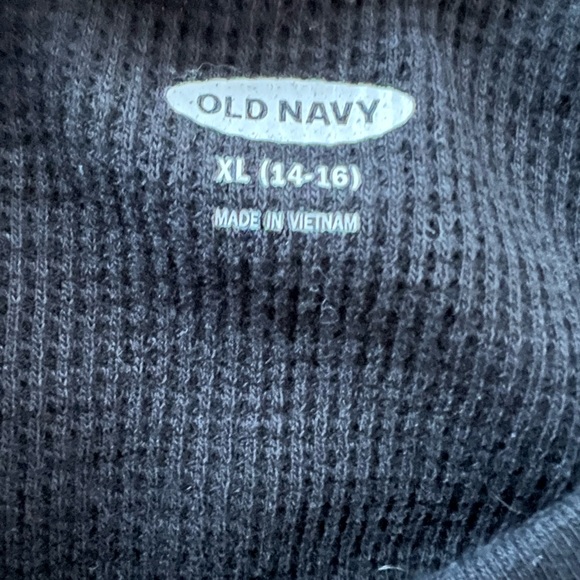 OLD NAVY
XL (14-16)
MADE IN VIETNAM